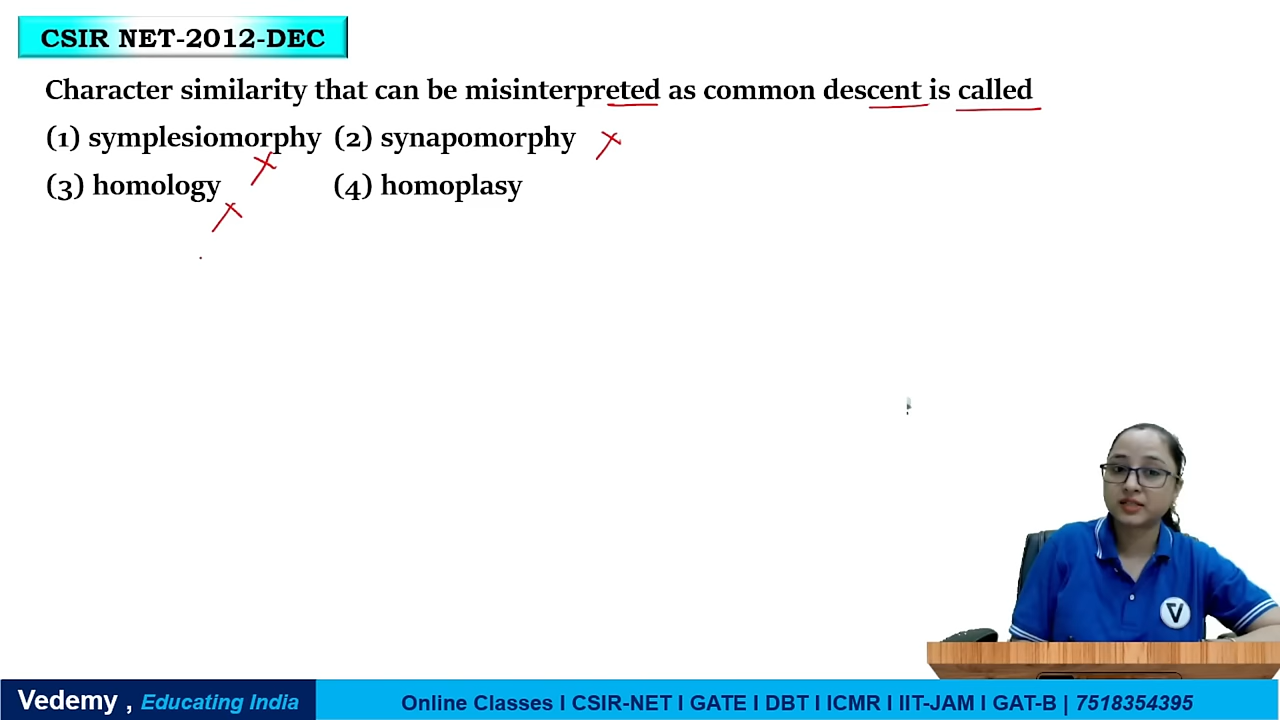 CSIR NET-2012-DEC
Character similarity that can be misinterpreted as common descent is called
(1) symplesiomorphy (2) synapomorphy
(3) homology (4) homoplasy
Vedemy , Educating India
Online Classes I CSIR-NET I GATE I DBT I ICMR I IIT-JAM I GAT-B | 7518354395